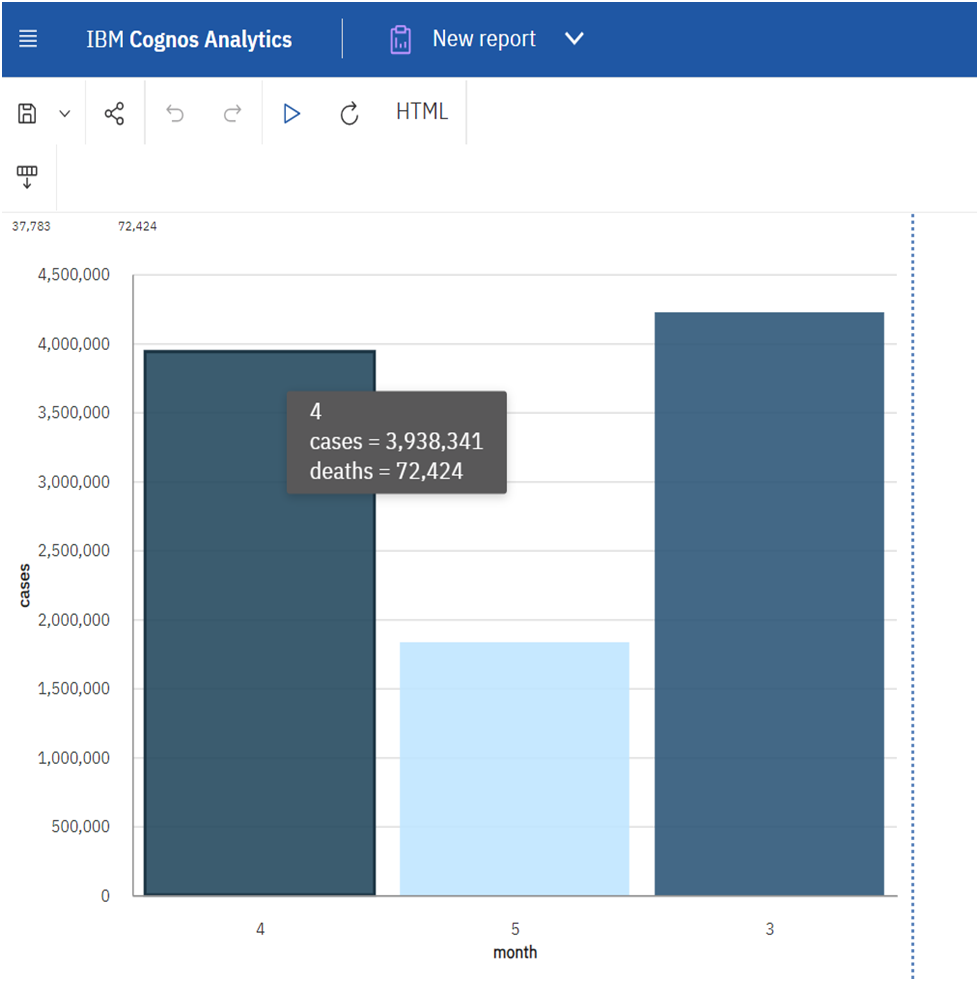 IBM Cognos Analytics New report
HTML
37,783 72,424
4,500,000
4,000,000
3,500,000
3,000,000
2,500,000
2,000,000
1,500,000
1,000,000
500,000
0
cases
4
cases = 3,938,341
deaths = 72,424
4 5 3
month